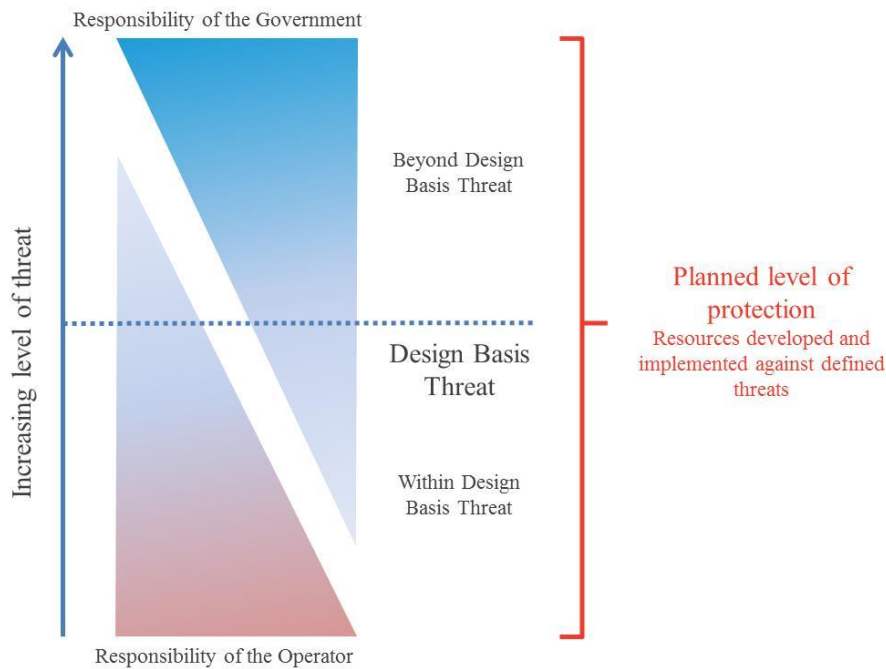 Responsibility of the Government
Increasing level of threat
Beyond Design
Basis Threat
Design Basis
Threat
Within Design
Basis Threat
Planned level of
protection
Resources developed and
implemented against defined
threats
Responsibility of the Operator